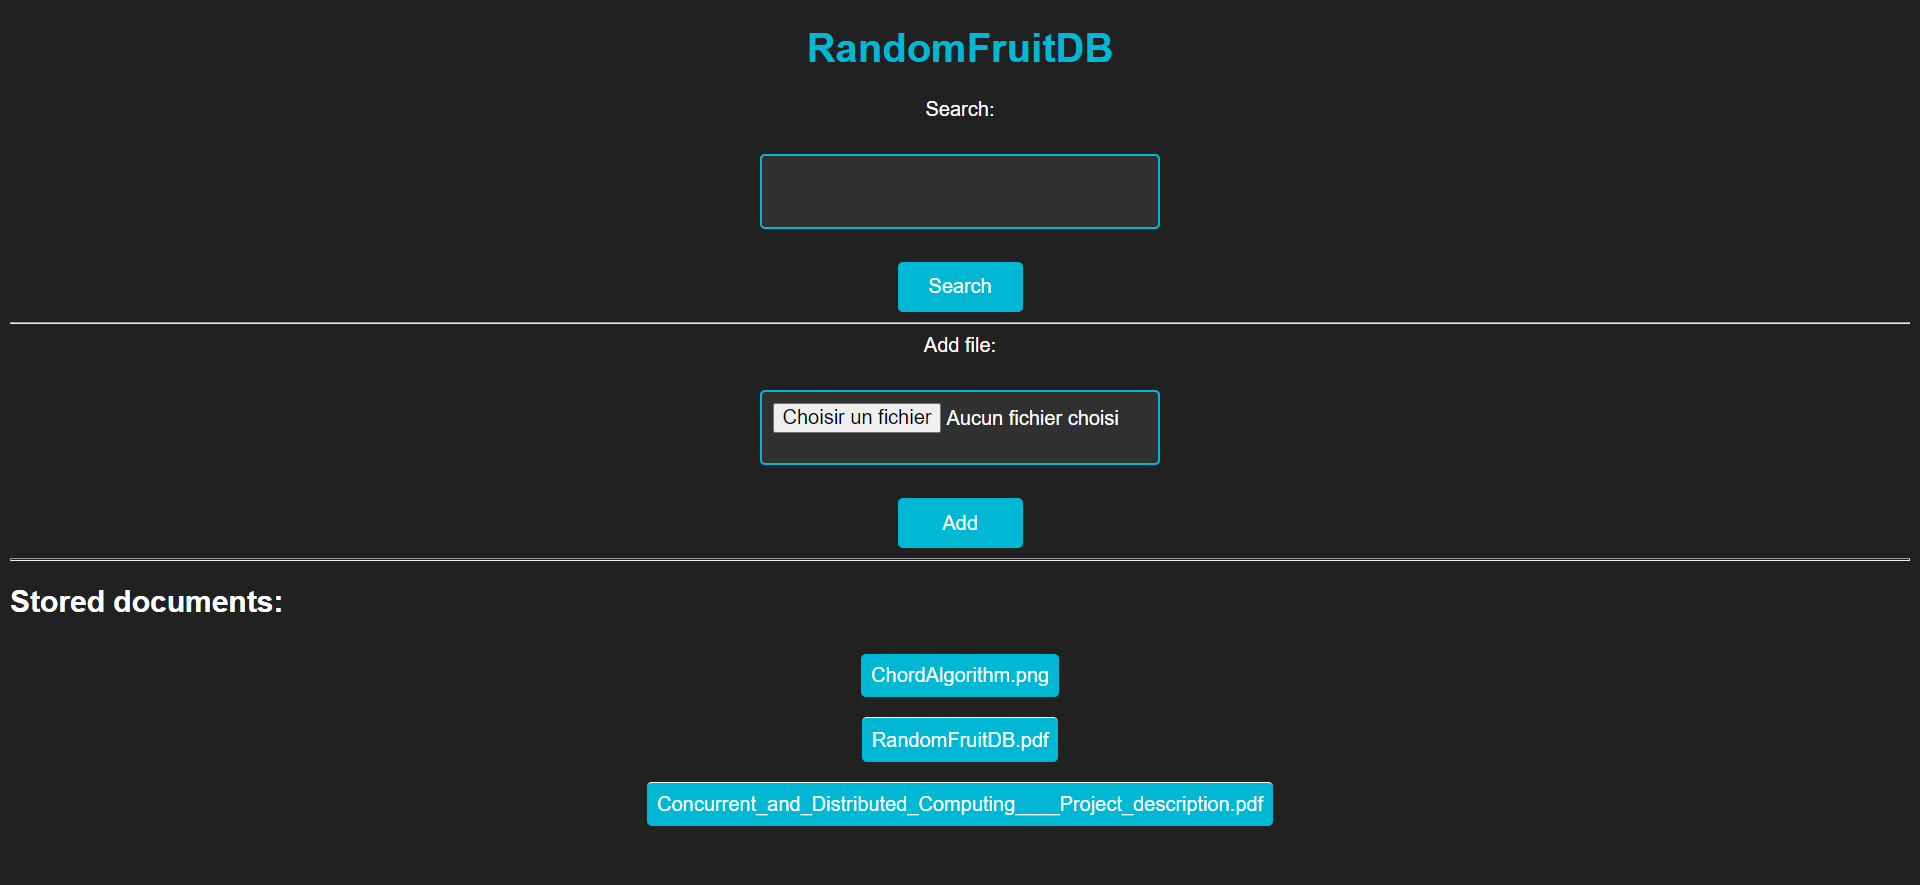 RandomFruitDB
Search:
Search
Add file:
Choisir un fichier Aucun fichier choisi
Add
Stored documents:
ChordAlgorithm.png
RandomFruitDB.pdf
Concurrent_and_Distributed_Computing____Project_description.pdf